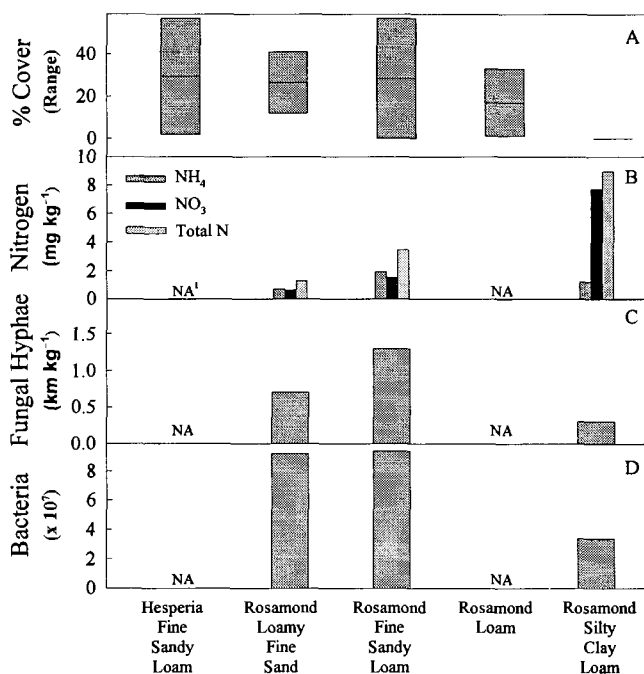 A
% Cover
(Range)
40
20
0
B
Nitrogen
(mg kg⁻¹)
10
8
6
4
2
0
NH₄
NO₃
Total N
NA¹
NA
C
Fungal Hyphae
(km kg⁻¹)
1.5
1.0
0.5
0.0
NA
NA
D
Bacteria
(x 10⁷)
8
6
4
2
0
NA
NA
Hesperia
Fine
Sandy
Loam
Rosamond
Loamy
Fine
Sand
Rosamond
Fine
Sandy
Loam
Rosamond
Loam
Rosamond
Silty
Clay
Loam